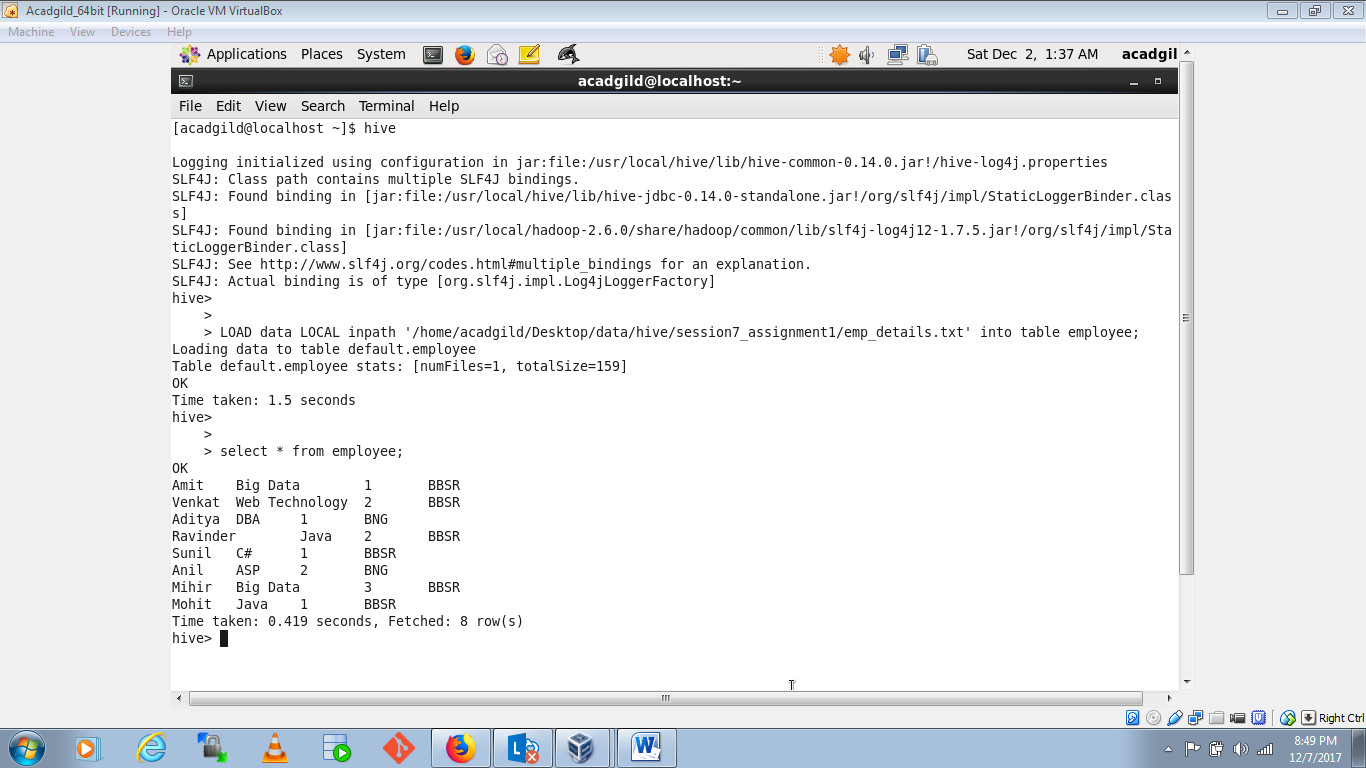 Acadgild_64bit [Running] - Oracle VM VirtualBox
Machine View Devices Help
Applications Places System Sat Dec 2, 1:37 AM acadgil
acadgild@localhost:~
File Edit View Search Terminal Help
[acadgild@localhost ~]$ hive
Logging initialized using configuration in jar:file:/usr/local/hive/lib/hive-common-0.14.0.jar!/hive-log4j.properties
SLF4J: Class path contains multiple SLF4J bindings.
SLF4J: Found binding in [jar:file:/usr/local/hive/lib/hive-jdbc-0.14.0-standalone.jar!/org/slf4j/impl/StaticLoggerBinder.clas
s]
SLF4J: Found binding in [jar:file:/usr/local/hadoop-2.6.0/share/hadoop/common/lib/slf4j-log4j12-1.7.5.jar!/org/slf4j/impl/Sta
ticLoggerBinder.class]
SLF4J: See http://www.slf4j.org/codes.html#multiple_bindings for an explanation.
SLF4J: Actual binding is of type [org.slf4j.impl.Log4jLoggerFactory]
hive>
    >
    > LOAD data LOCAL inpath '/home/acadgild/Desktop/data/hive/session7_assignment1/emp_details.txt' into table employee;
Loading data to table default.employee
Table default.employee stats: [numFiles=1, totalSize=159]
OK
Time taken: 1.5 seconds
hive>
    >
    > select * from employee;
OK
Amit    Big Data        1       BBSR
Venkat  Web Technology  2       BBSR
Aditya  DBA     1       BNG
Ravinder        Java    2       BBSR
Sunil   C#      1       BBSR
Anil    ASP     2       BNG
Mihir   Big Data        3       BBSR
Mohit   Java    1       BBSR
Time taken: 0.419 seconds, Fetched: 8 row(s)
hive>
Right Ctrl
8:49 PM
12/7/2017